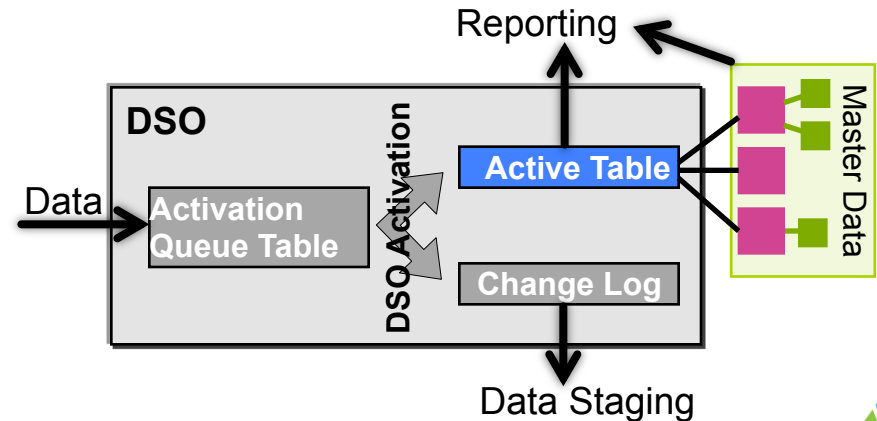 Reporting
DSO
DSO Activation
Active Table
Master Data
Data
Activation
Queue Table
Change Log
Data Staging